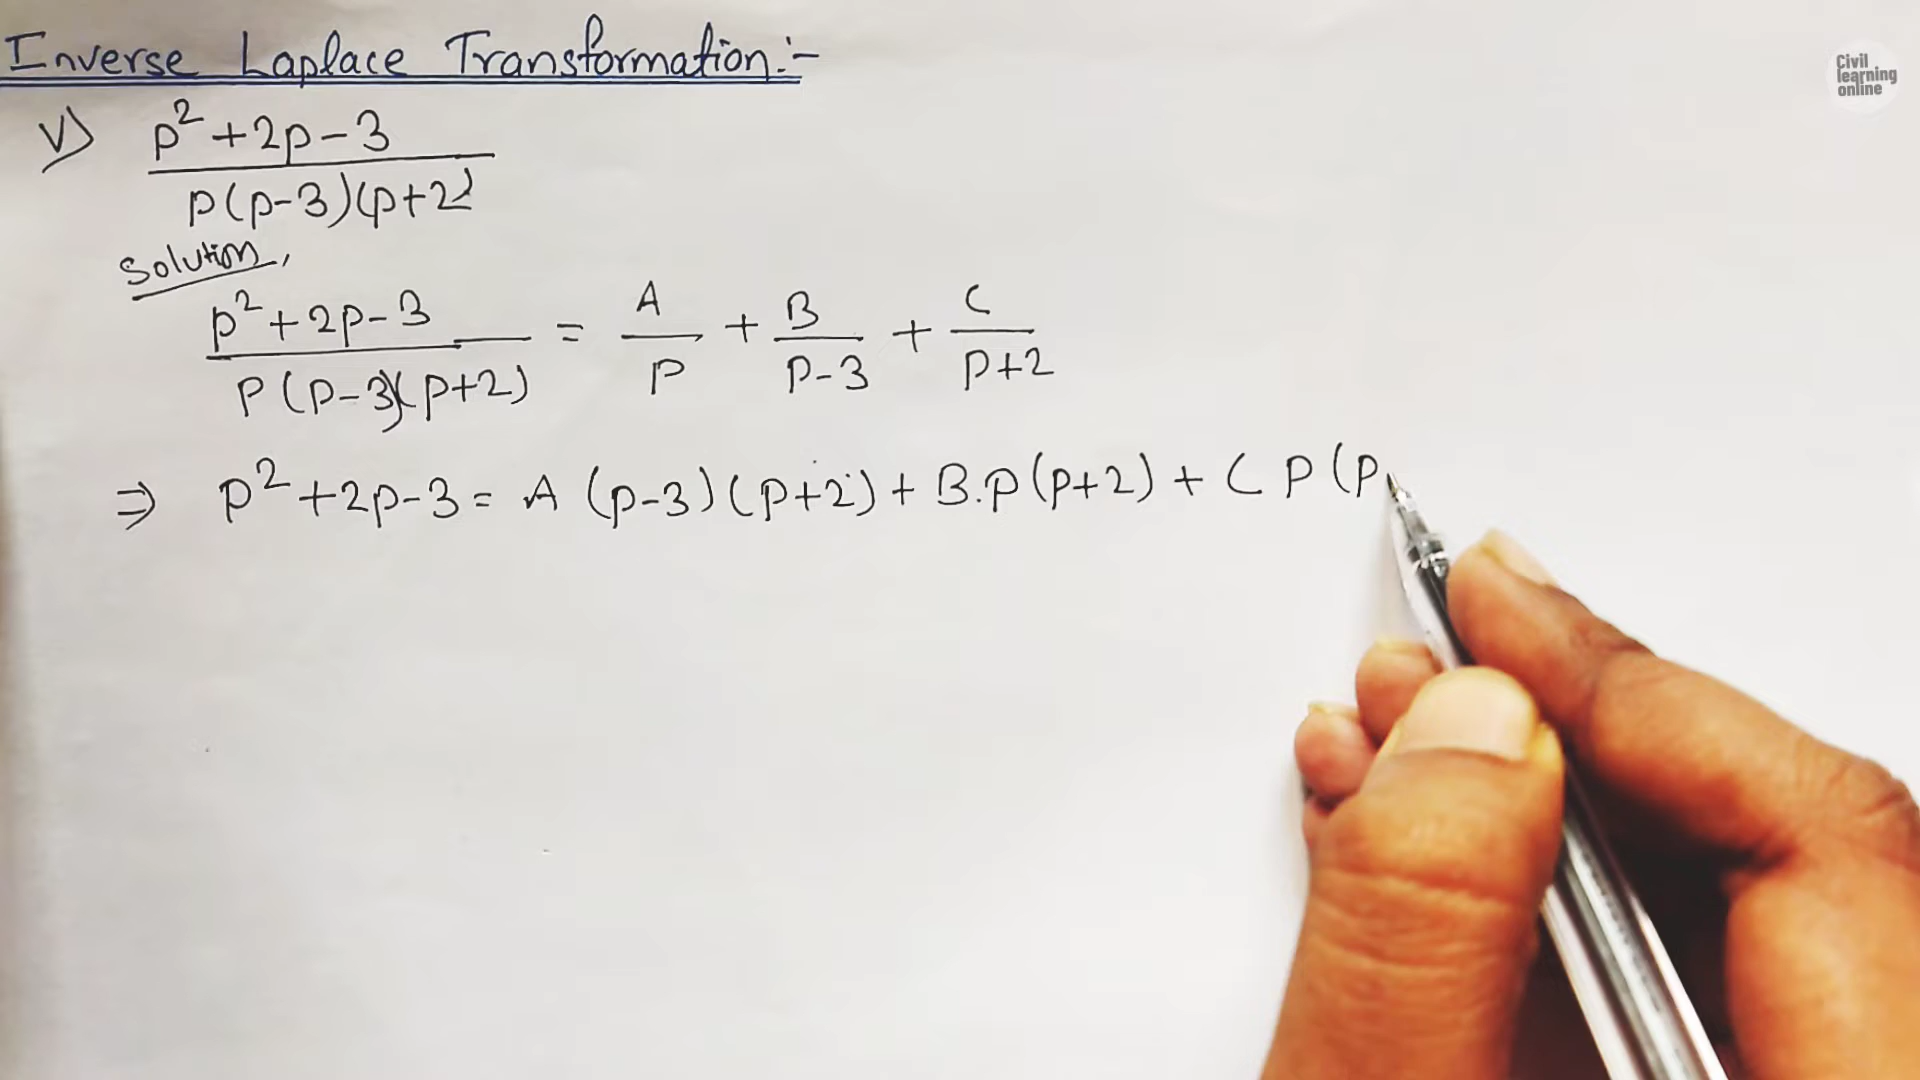 Inverse Laplace Transformation:-
Civil
learning
online
V) p² + 2p - 3
p(p-3)(p+2)
Solution,
p² + 2p - 3 / P(p-3)(p+2) = A/P + B/P-3 + C/P+2
⇒ p² + 2p - 3 = A (p-3)(p+2) + B.p(p+2) + C P (p